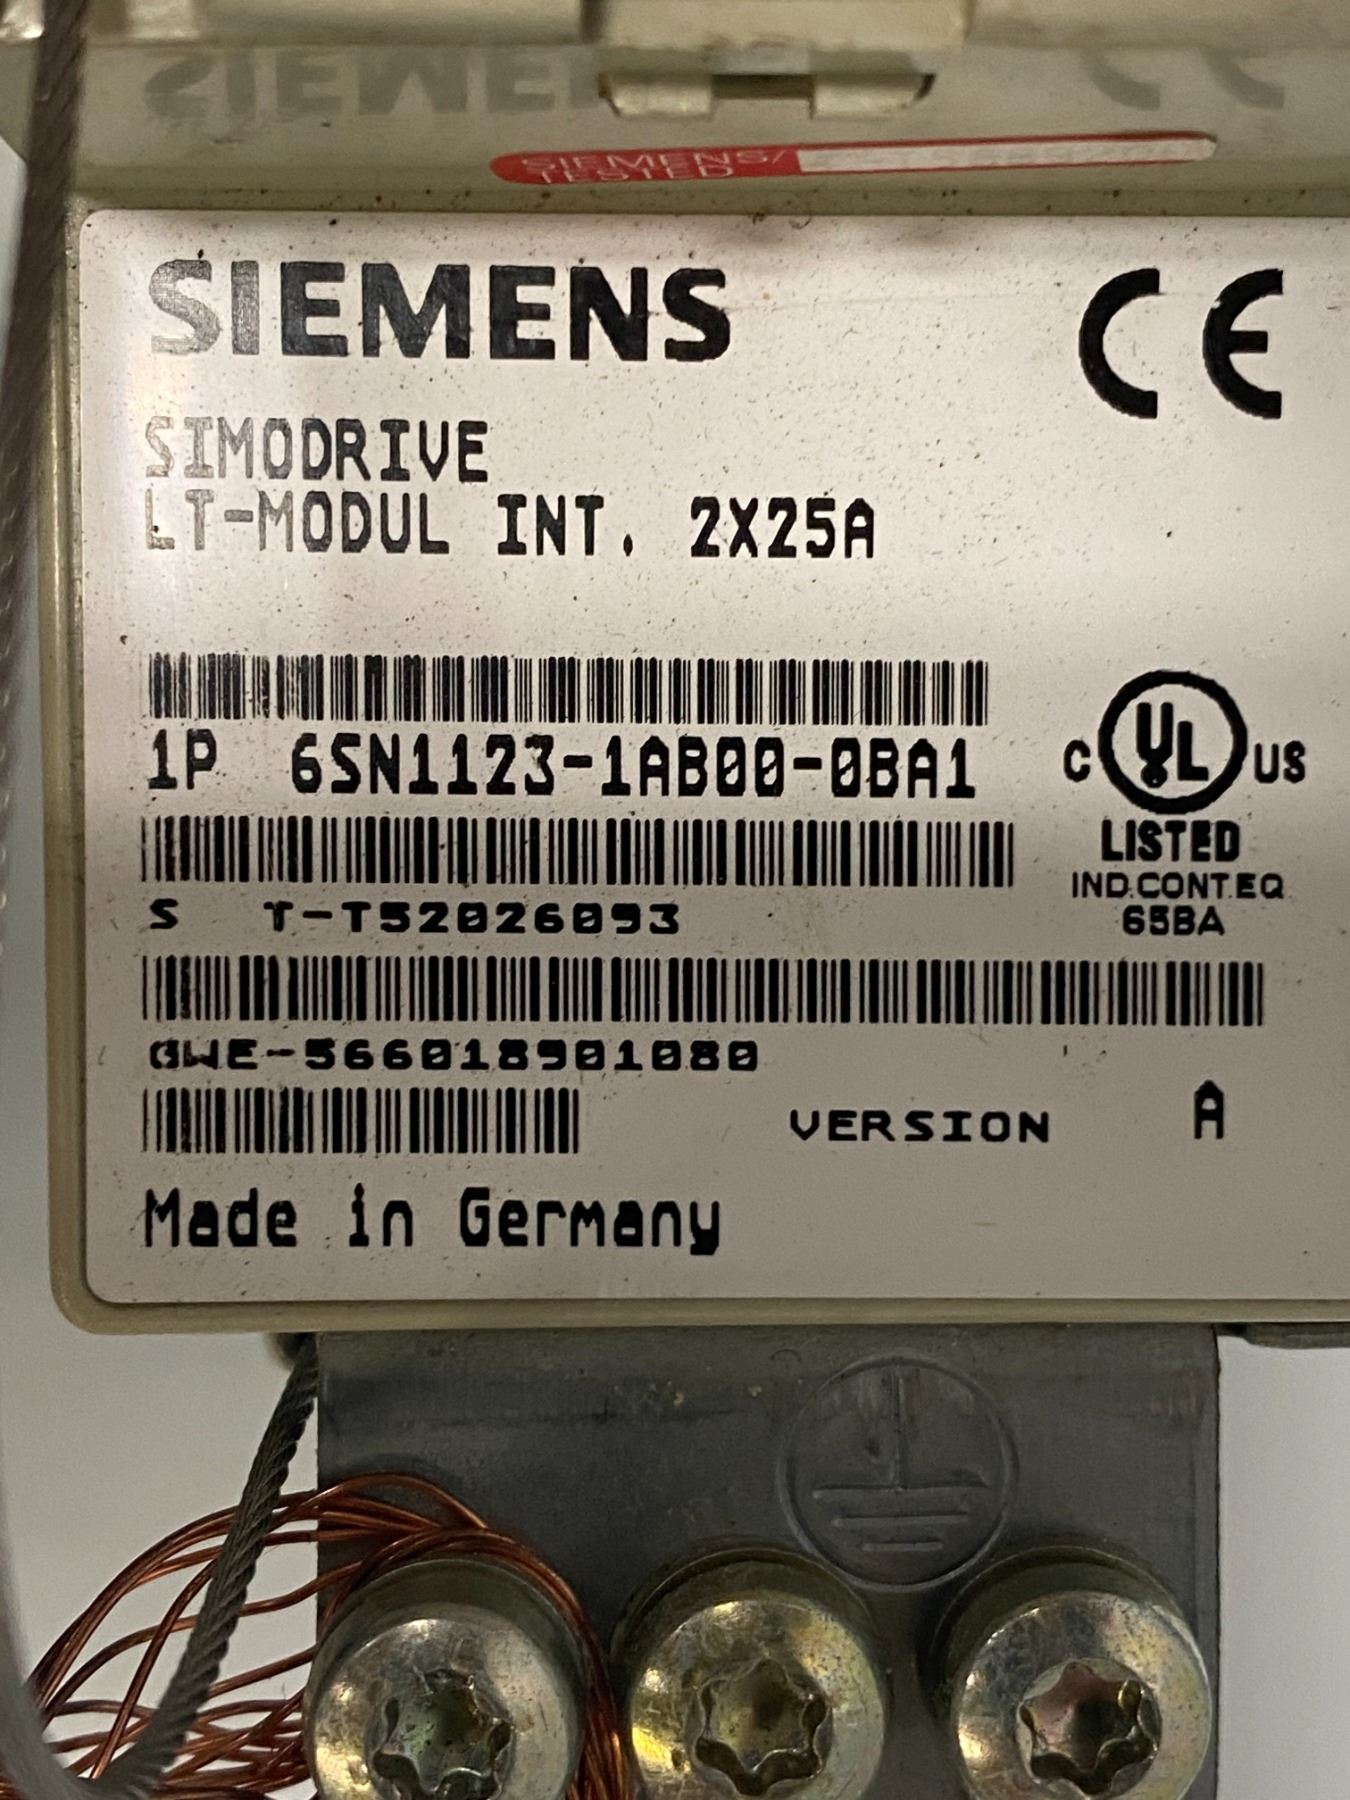 SIEMENS/
TESTED
SIEMENS
CE
SIMODRIVE
LT-MODUL INT. 2X25A
1P 6SN1123-1AB00-0BA1
C UL US
LISTED
IND.CONT.EQ
65BA
S T-T52026093
GWE-566018901080
VERSION A
Made in Germany